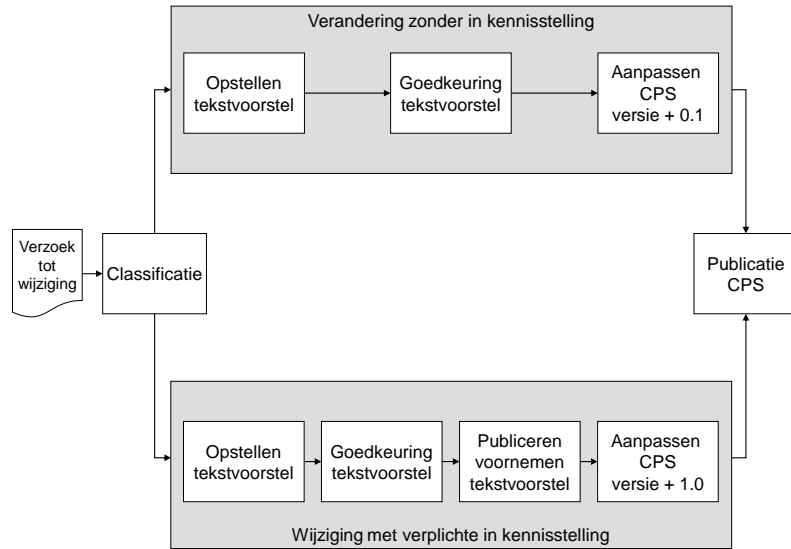 Verandering zonder in kennisstelling
Opstellen
tekstvoorstel
Goedkeuring
tekstvoorstel
Aanpassen
CPS
versie + 0.1
Verzoek
tot
wijziging
Classificatie
Publicatie
CPS
Opstellen
tekstvoorstel
Goedkeuring
tekstvoorstel
Publiceren
voornemen
tekstvoorstel
Aanpassen
CPS
versie + 1.0
Wijziging met verplichte in kennisstelling